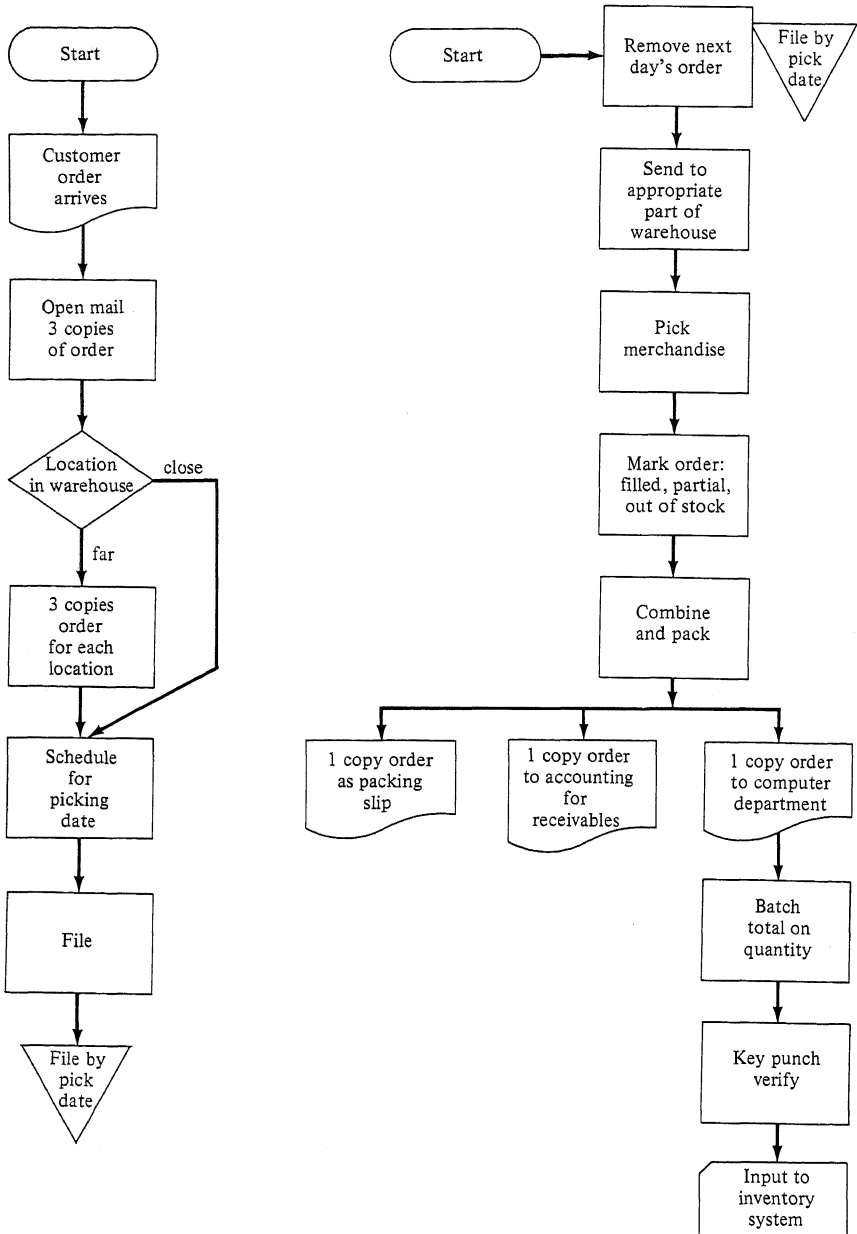 Start
Customer
order
arrives
Open mail
3 copies
of order
Location
in warehouse
close
far
3 copies
order
for each
location
Schedule
for
picking
date
File
File by
pick
date
Start
Remove next
day's order
File by
pick
date
Send to
appropriate
part of
warehouse
Pick
merchandise
Mark order:
filled, partial,
out of stock
Combine
and pack
1 copy order
as packing
slip
1 copy order
to accounting
for
receivables
1 copy order
to computer
department
Batch
total on
quantity
Key punch
verify
Input to
inventory
system